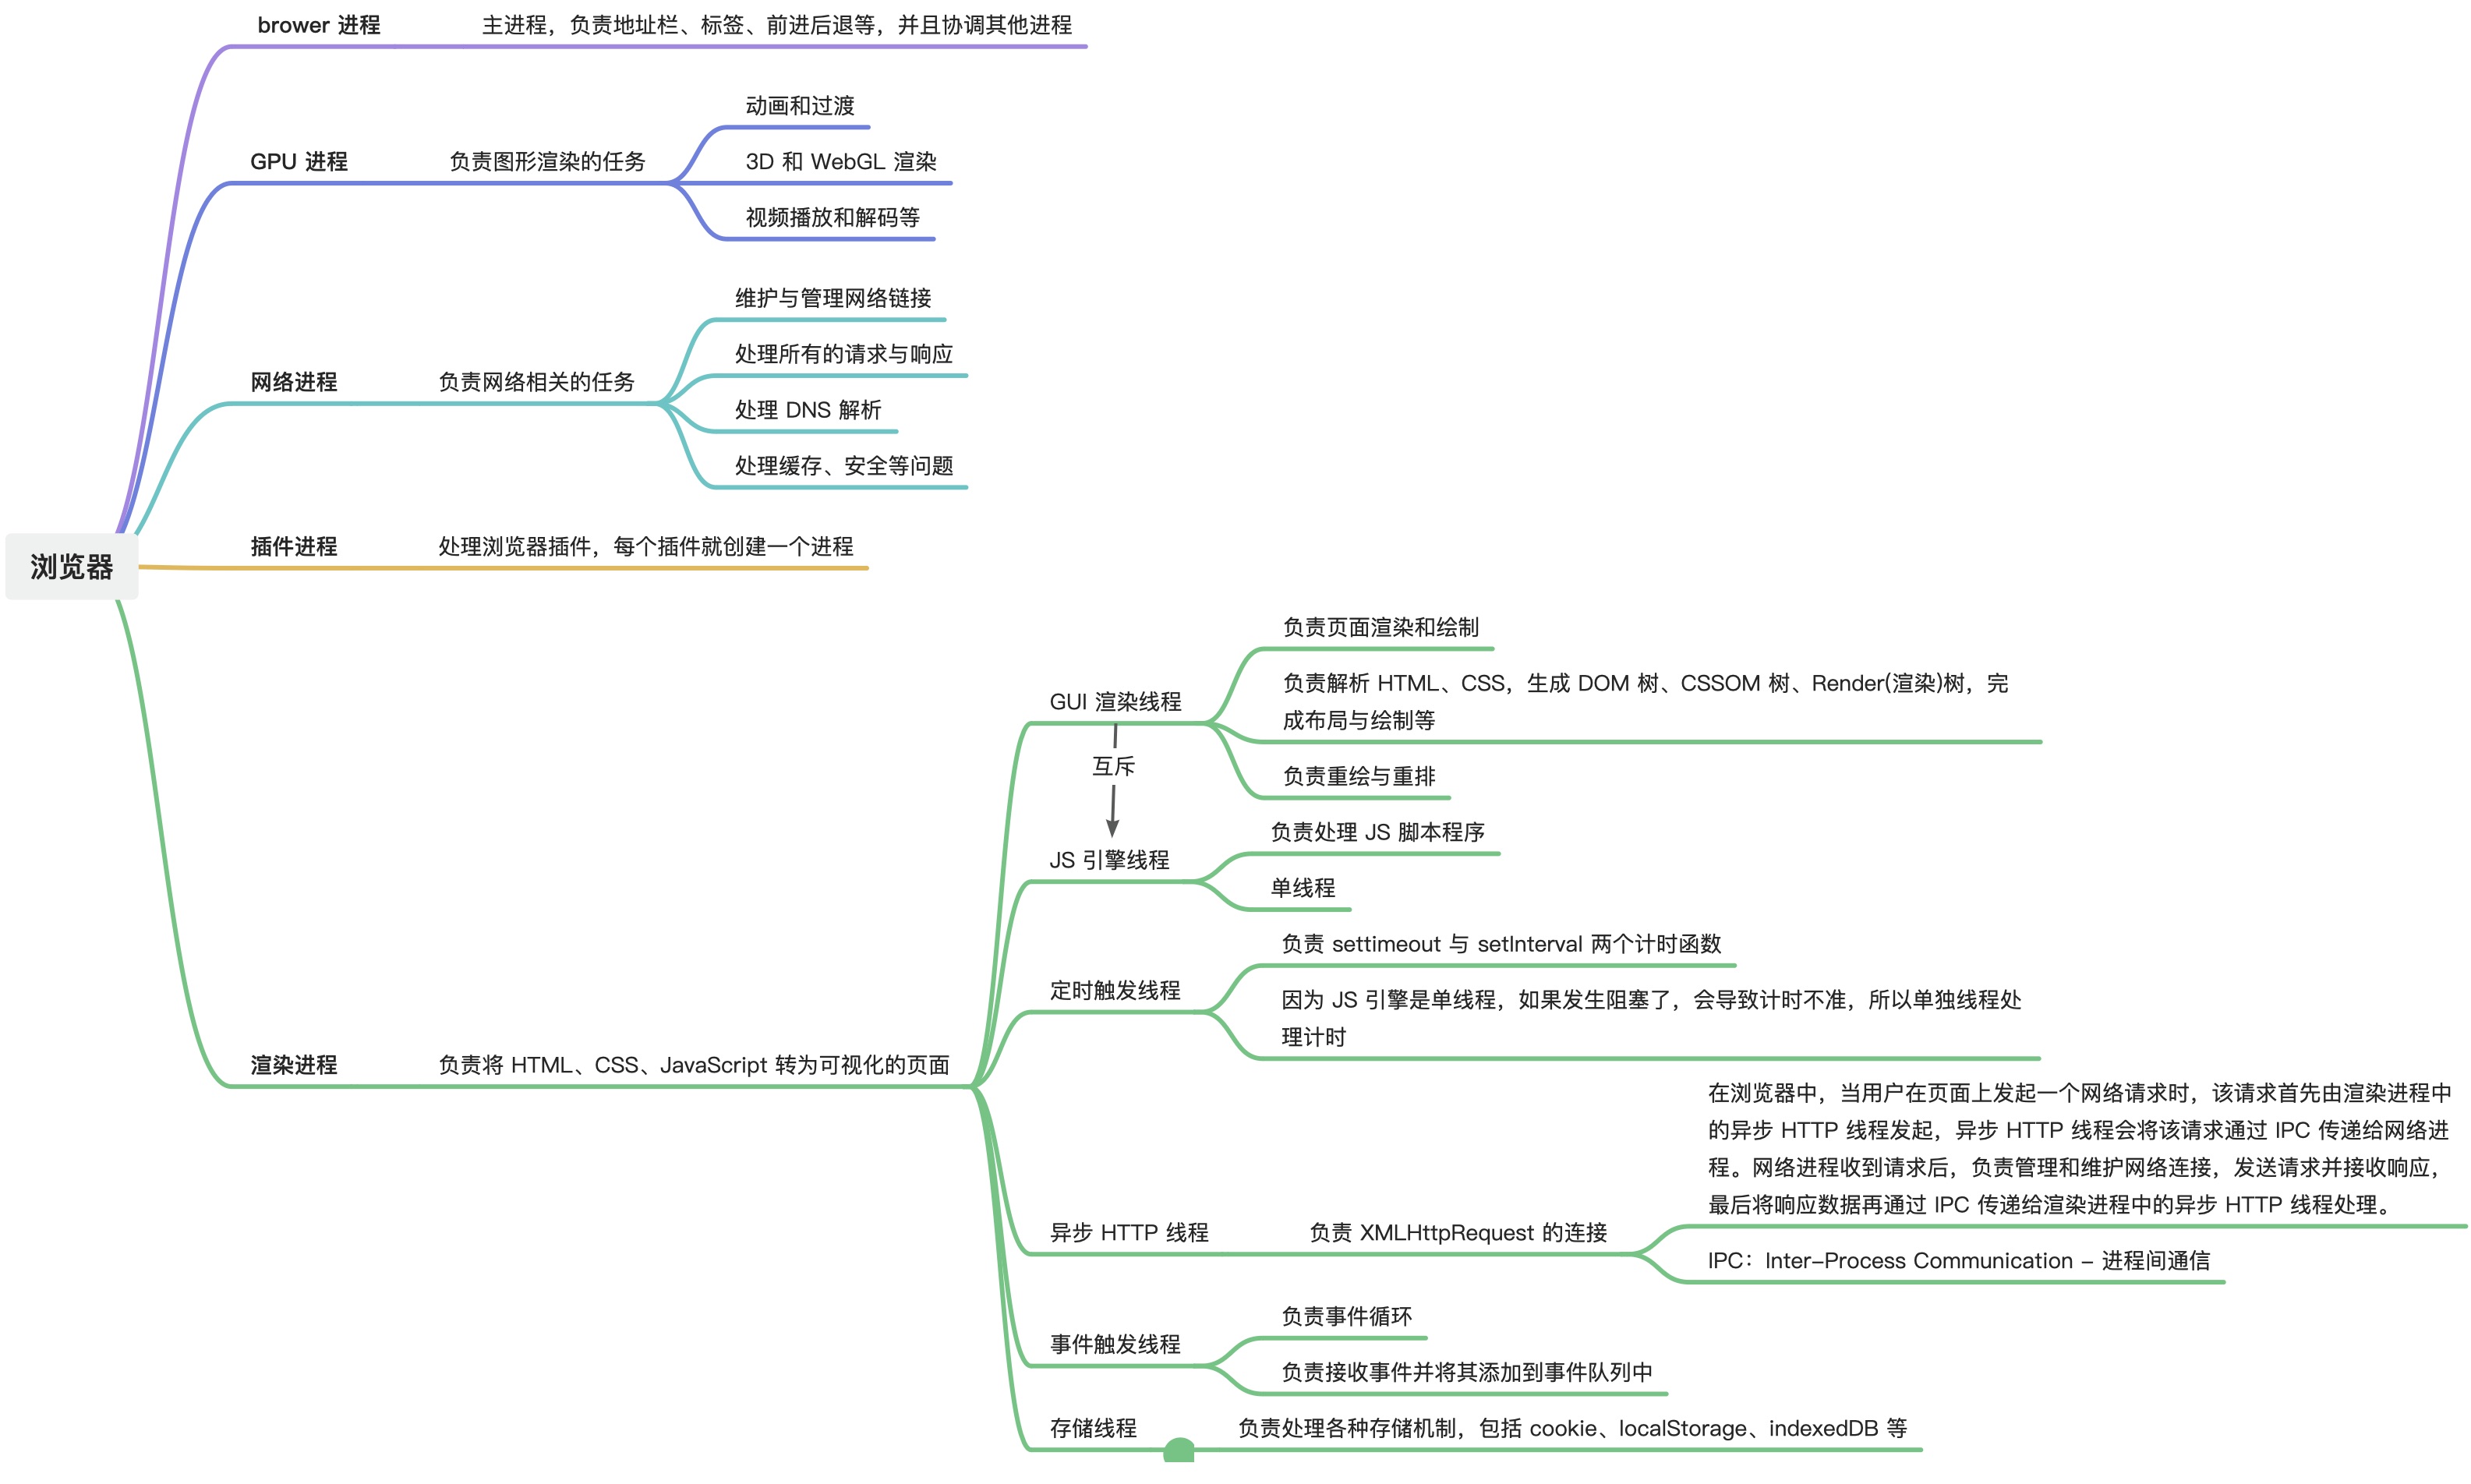 brower 进程
主进程，负责地址栏、标签、前进后退等，并且协调其他进程
GPU 进程
负责图形渲染的任务
动画和过渡
3D 和 WebGL 渲染
视频播放和解码等
网络进程
负责网络相关的任务
维护与管理网络链接
处理所有的请求与响应
处理 DNS 解析
处理缓存、安全等问题
浏览器
插件进程
处理浏览器插件，每个插件就创建一个进程
渲染进程
负责将 HTML、CSS、JavaScript 转为可视化的页面
GUI 渲染线程
负责页面渲染和绘制
负责解析 HTML、CSS，生成 DOM 树、CSSOM 树、Render(渲染)树，完
成布局与绘制等
负责重绘与重排
互斥
JS 引擎线程
负责处理 JS 脚本程序
单线程
定时触发线程
负责 settimeout 与 setInterval 两个计时函数
因为 JS 引擎是单线程，如果发生阻塞了，会导致计时不准，所以单独线程处
理计时
异步 HTTP 线程
负责 XMLHttpRequest 的连接
在浏览器中，当用户在页面上发起一个网络请求时，该请求首先由渲染进程中
的异步 HTTP 线程发起，异步 HTTP 线程会将该请求通过 IPC 传递给网络进
程。网络进程收到请求后，负责管理和维护网络连接，发送请求并接收响应，
最后将响应数据再通过 IPC 传递给渲染进程中的异步 HTTP 线程处理。
IPC：Inter-Process Communication - 进程间通信
事件触发线程
负责事件循环
负责接收事件并将其添加到事件队列中
存储线程
负责处理各种存储机制，包括 cookie、localStorage、indexedDB 等